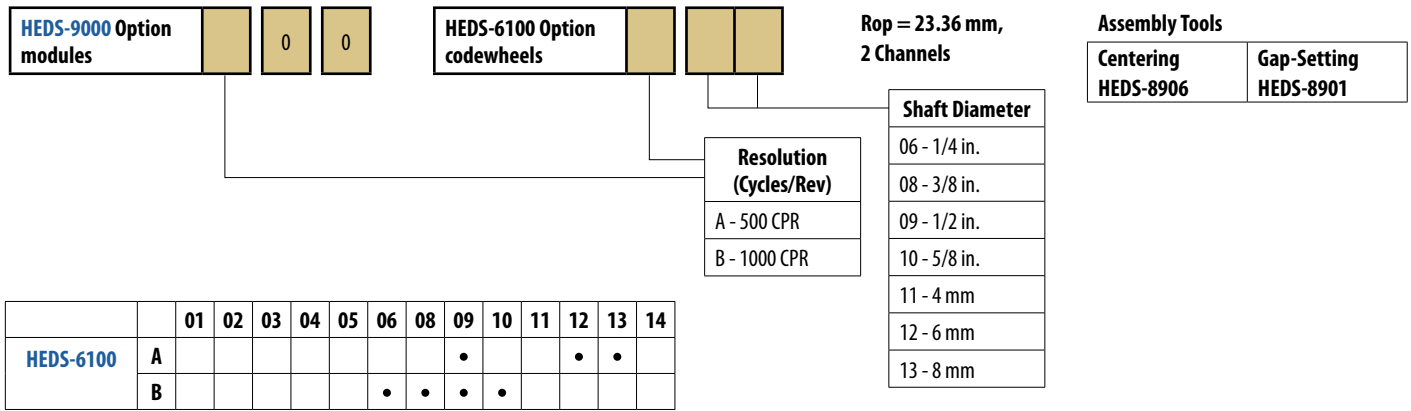 HEDS-9000 Option modules
0
0
HEDS-6100 Option codewheels
Rop = 23.36 mm,
2 Channels
Assembly Tools
Centering HEDS-8906
Gap-Setting HEDS-8901
Shaft Diameter
06 - 1/4 in.
08 - 3/8 in.
09 - 1/2 in.
10 - 5/8 in.
11 - 4 mm
12 - 6 mm
13 - 8 mm
Resolution
(Cycles/Rev)
A - 500 CPR
B - 1000 CPR
01 02 03 04 05 06 08 09 10 11 12 13 14
HEDS-6100 A • • •
B • • • •